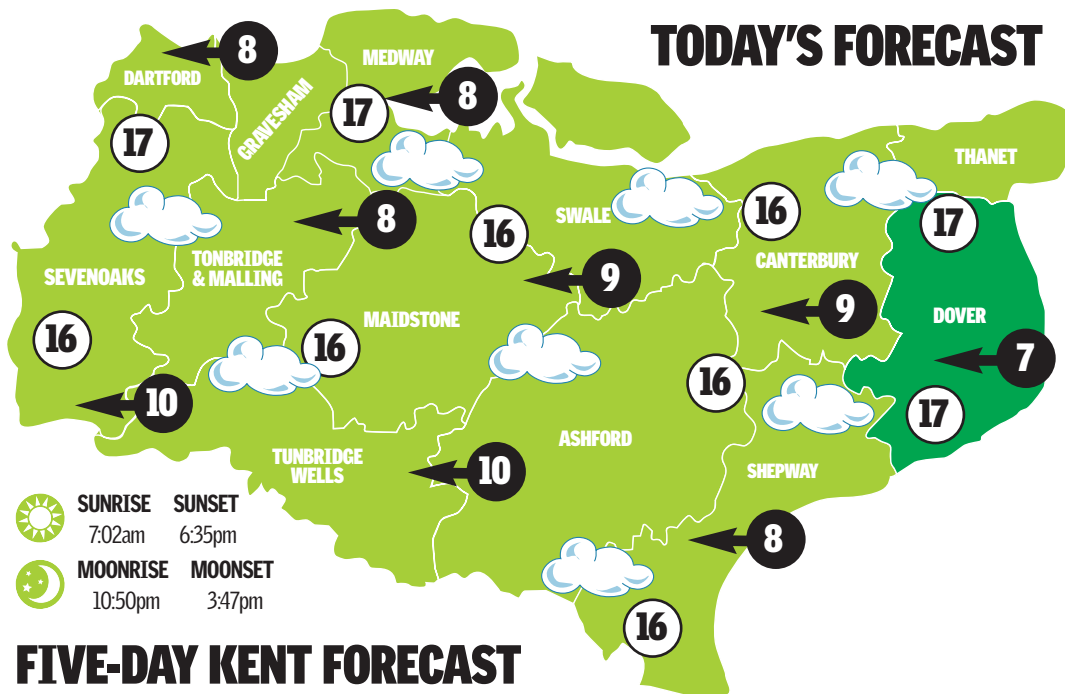 TODAY'S FORECAST
8
MEDWAY
DARTFORD
8
17
GRAVESHAM
17
THANET
8
16
SWALE
16
17
SEVENOAKS
TONBRIDGE
& MALLING
CANTERBURY
9
9
MAIDSTONE
DOVER
16
16
7
16
10
17
ASHFORD
TUNBRIDGE
WELLS
10
SHEPWAY
SUNRISE SUNSET
7:02am 6:35pm
8
MOONRISE MOONSET
10:50pm 3:47pm
16
FIVE-DAY KENT FORECAST